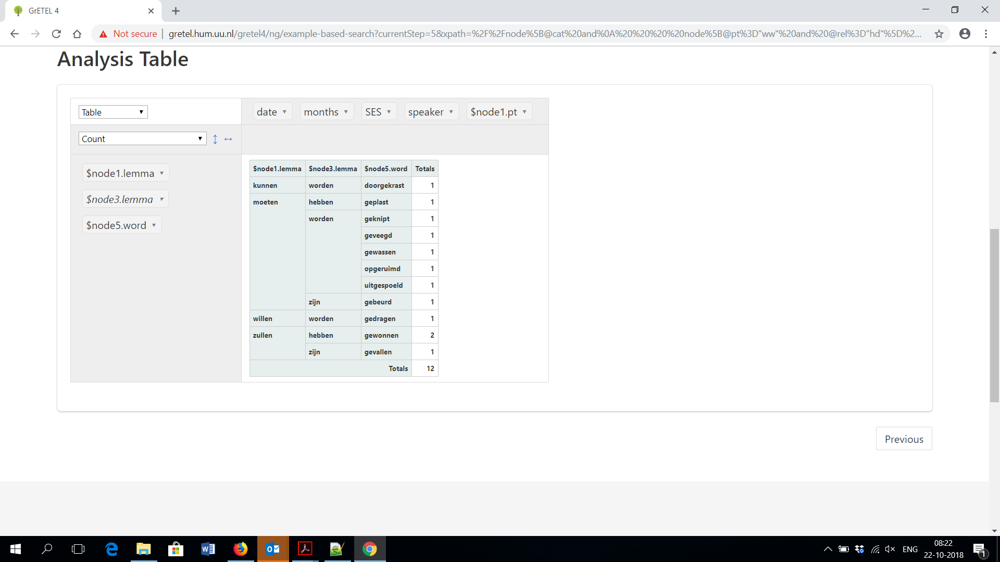 GrETEL 4
Not secure | gretel.hum.uu.nl/gretel4/ng/example-based-search?currentStep=5&xpath=%2F%2Fnode%5B@cat%20and%0A%20%20%20%20node%5B@pt%3D"ww"%20and%20@rel%3D"hd"%5D%2...
Analysis Table
Table date months SES speaker $node1.pt
Count
$node1.lemma
$node3.lemma
$node5.word
$node1.lemma $node3.lemma $node5.word Totals
kunnen worden doorgekrast 1
moeten hebben geplast 1
worden geknipt 1
geveegd 1
gewassen 1
opgeruimd 1
uitgespoeld 1
zijn gebeurd 1
willen worden gedragen 1
zullen hebben gewonnen 2
zijn gevallen 1
Totals 12
Previous
ENG
08:22
22-10-2018
1